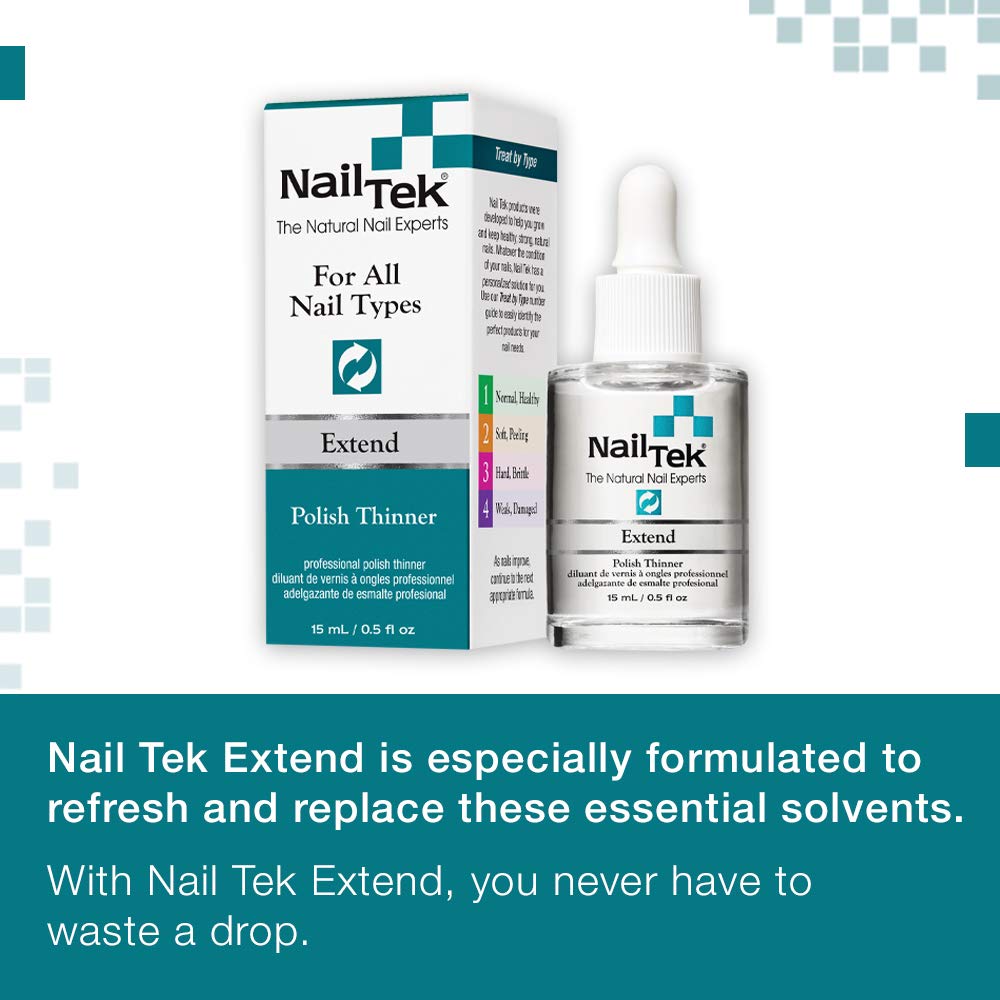 NailTek®
The Natural Nail Experts
For All
Nail Types
Extend
Polish Thinner
professional polish thinner
diluant de vernis à ongles professionnel
adelgazante de esmalte profesional
15 mL / 0.5 fl oz
Treat by Type
Nail Tek products were
developed to help you grow
and keep healthy, strong, natural
nails. Whatever the condition
of your nails, Nail Tek has a
personalized solution for you
Use our Treat by Type number
guide to easily identify the
perfect products for your
nail needs.
1 Normal, Healthy
2 Soft, Peeling
3 Hard, Brittle
4 Weak, Damaged
As nails improve,
continue to the next
appropriate formula.
NailTek®
The Natural Nail Experts
Extend
Polish Thinner
diluant de vernis à ongles professionnel
adelgazante de esmalte profesional
15 mL / 0.5 fl oz
Nail Tek Extend is especially formulated to
refresh and replace these essential solvents.
With Nail Tek Extend, you never have to
waste a drop.